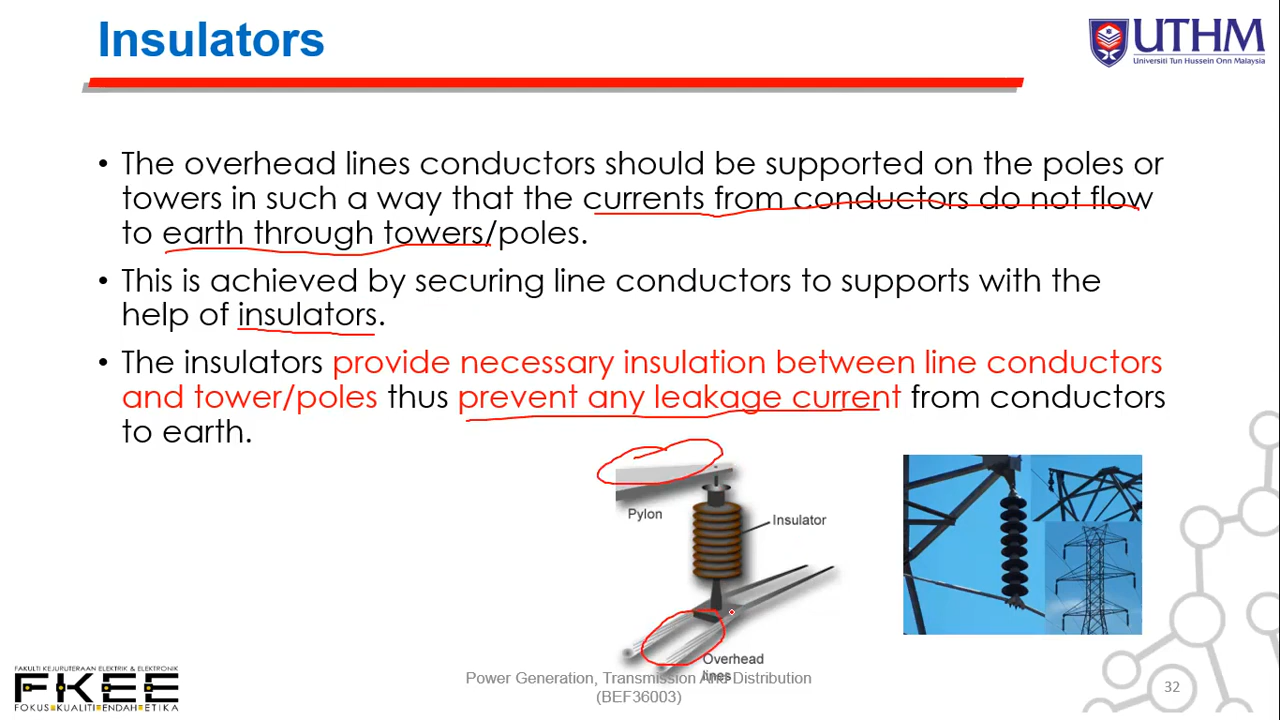 Insulators
UTHM
Universiti Tun Hussein Onn Malaysia
• The overhead lines conductors should be supported on the poles or
towers in such a way that the currents from conductors do not flow
to earth through towers/poles.
• This is achieved by securing line conductors to supports with the
help of insulators.
• The insulators provide necessary insulation between line conductors
and tower/poles thus prevent any leakage current from conductors
to earth.
Pylon
Insulator
Overhead
lines
FAKULTI KEJURUTERAAN ELEKTRIK & ELEKTRONIK
FKEE
FOKUS•KUALITI•ENDAH•ETIKA
Power Generation, Transmission And Distribution
(BEF36003)
32